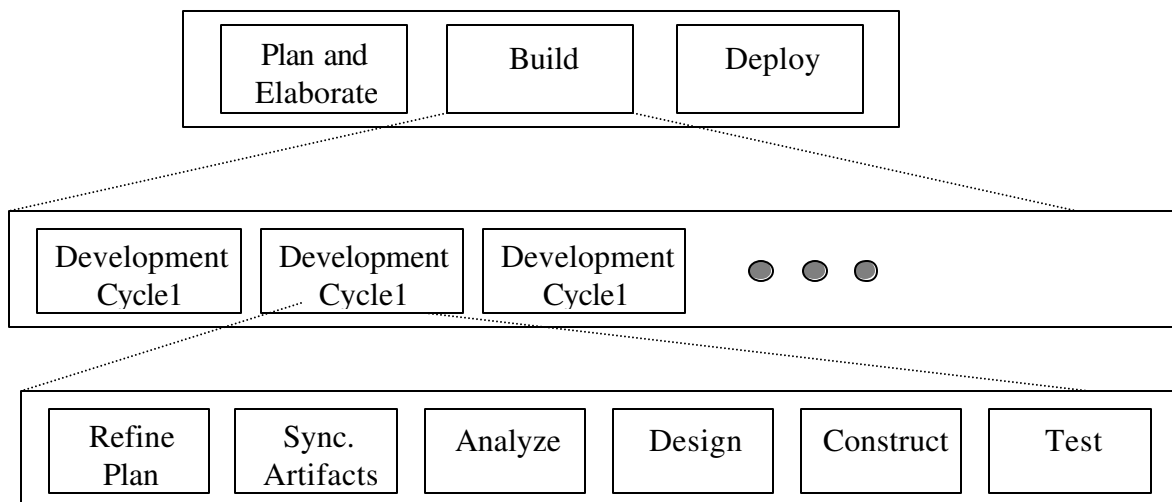 Plan and
Elaborate
Build
Deploy
Development
Cycle1
Development
Cycle1
Development
Cycle1
Refine
Plan
Sync.
Artifacts
Analyze
Design
Construct
Test